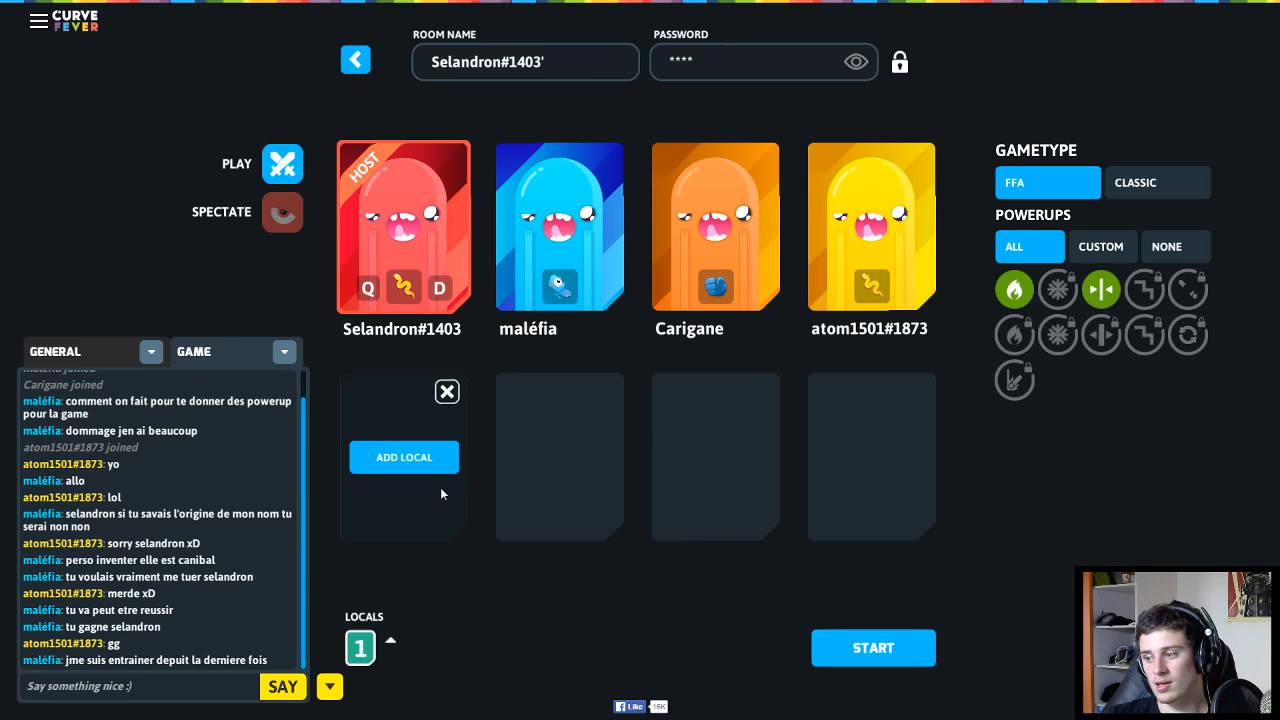 CURVE
FEVER
ROOM NAME
PASSWORD
Selandron#1403'
****
PLAY
SPECTATE
HOST
Q
D
Selandron#1403
maléfia
Carigane
atom1501#1873
GAMETYPE
FFA
CLASSIC
POWERUPS
ALL
CUSTOM
NONE
GENERAL
GAME
Carigane joined
maléfia: comment on fait pour te donner des powerup
pour la game
maléfia: dommage jen ai beaucoup
atom1501#1873 joined
atom1501#1873: yo
maléfia: allo
atom1501#1873: lol
maléfia: selandron si tu savais l'origine de mon nom tu
serai non non
atom1501#1873: sorry selandron xD
maléfia: perso inventer elle est canibal
maléfia: tu voulais vraiment me tuer selandron
atom1501#1873: merde xD
maléfia: tu va peut etre reussir
maléfia: tu gagne selandron
atom1501#1873: gg
maléfia: jme suis entrainer depuit la derniere fois
Say something nice :)
SAY
ADD LOCAL
LOCALS
1
START
Like
16K